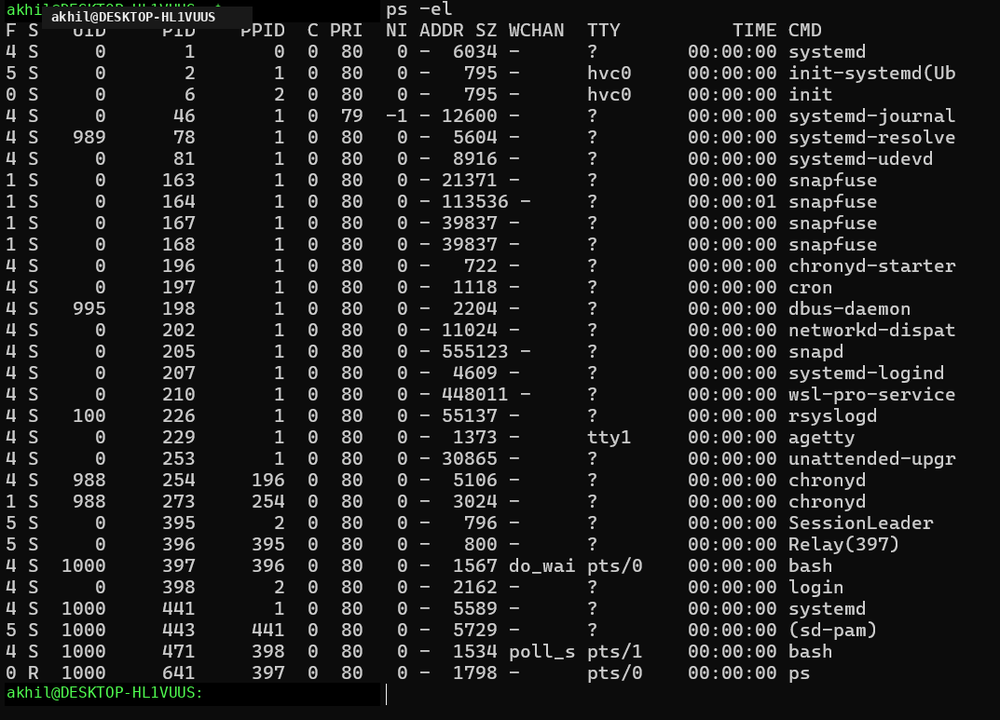 akhil@DESKTOP-HL1VUUS: ps -el
akhil@DESKTOP-HL1VUUS
F S UID PID PPID C PRI NI ADDR SZ WCHAN TTY TIME CMD
4 S 0 1 0 0 80 0 - 6034 - ? 00:00:00 systemd
5 S 0 2 1 0 80 0 - 795 - hvc0 00:00:00 init-systemd(Ub
0 S 0 6 2 0 80 0 - 795 - hvc0 00:00:00 init
4 S 0 46 1 0 79 -1 - 12600 - ? 00:00:00 systemd-journal
4 S 989 78 1 0 80 0 - 5604 - ? 00:00:00 systemd-resolve
4 S 0 81 1 0 80 0 - 8916 - ? 00:00:00 systemd-udevd
1 S 0 163 1 0 80 0 - 21371 - ? 00:00:00 snapfuse
1 S 0 164 1 0 80 0 - 113536 - ? 00:00:01 snapfuse
1 S 0 167 1 0 80 0 - 39837 - ? 00:00:00 snapfuse
1 S 0 168 1 0 80 0 - 39837 - ? 00:00:00 snapfuse
4 S 0 196 1 0 80 0 - 722 - ? 00:00:00 chronyd-starter
4 S 0 197 1 0 80 0 - 1118 - ? 00:00:00 cron
4 S 995 198 1 0 80 0 - 2204 - ? 00:00:00 dbus-daemon
4 S 0 202 1 0 80 0 - 11024 - ? 00:00:00 networkd-dispat
4 S 0 205 1 0 80 0 - 555123 - ? 00:00:00 snapd
4 S 0 207 1 0 80 0 - 4609 - ? 00:00:00 systemd-logind
4 S 0 210 1 0 80 0 - 448011 - ? 00:00:00 wsl-pro-service
4 S 100 226 1 0 80 0 - 55137 - ? 00:00:00 rsyslogd
4 S 0 229 1 0 80 0 - 1373 - tty1 00:00:00 agetty
4 S 0 253 1 0 80 0 - 30865 - ? 00:00:00 unattended-upgr
4 S 988 254 196 0 80 0 - 5106 - ? 00:00:00 chronyd
1 S 988 273 254 0 80 0 - 3024 - ? 00:00:00 chronyd
5 S 0 395 2 0 80 0 - 796 - ? 00:00:00 SessionLeader
5 S 0 396 395 0 80 0 - 800 - ? 00:00:00 Relay(397)
4 S 1000 397 396 0 80 0 - 1567 do_wai pts/0 00:00:00 bash
4 S 0 398 2 0 80 0 - 2162 - ? 00:00:00 login
4 S 1000 441 1 0 80 0 - 5589 - ? 00:00:00 systemd
5 S 1000 443 441 0 80 0 - 5729 - ? 00:00:00 (sd-pam)
4 S 1000 471 398 0 80 0 - 1534 poll_s pts/1 00:00:00 bash
0 R 1000 641 397 0 80 0 - 1798 - pts/0 00:00:00 ps
akhil@DESKTOP-HL1VUUS: